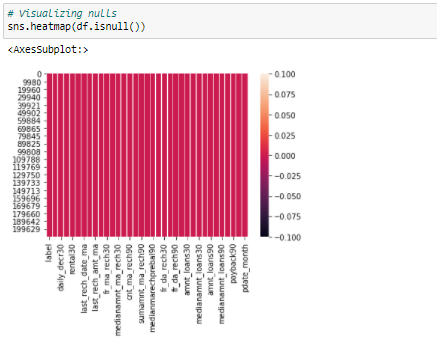 # Visualizing nulls
sns.heatmap(df.isnull())
<AxesSubplot:>
0
9980
19960
29940
39921
49902
59884
69865
79845
89825
99808
109788
119769
129750
139733
149713
159696
169679
179660
189642
199629
0.100
0.075
0.050
0.025
0.000
−0.025
−0.050
−0.075
−0.100
label
daily_decr30
rental30
last_rech_date_ma
last_rech_amt_ma
fr_ma_rech30
medianamnt_ma_rech30
cnt_ma_rech90
sumamnt_ma_rech90
medianmarechprebal90
fr_da_rech30
fr_da_rech90
amnt_loans30
medianamnt_loans30
amnt_loans90
medianamnt_loans90
payback90
pdate_month